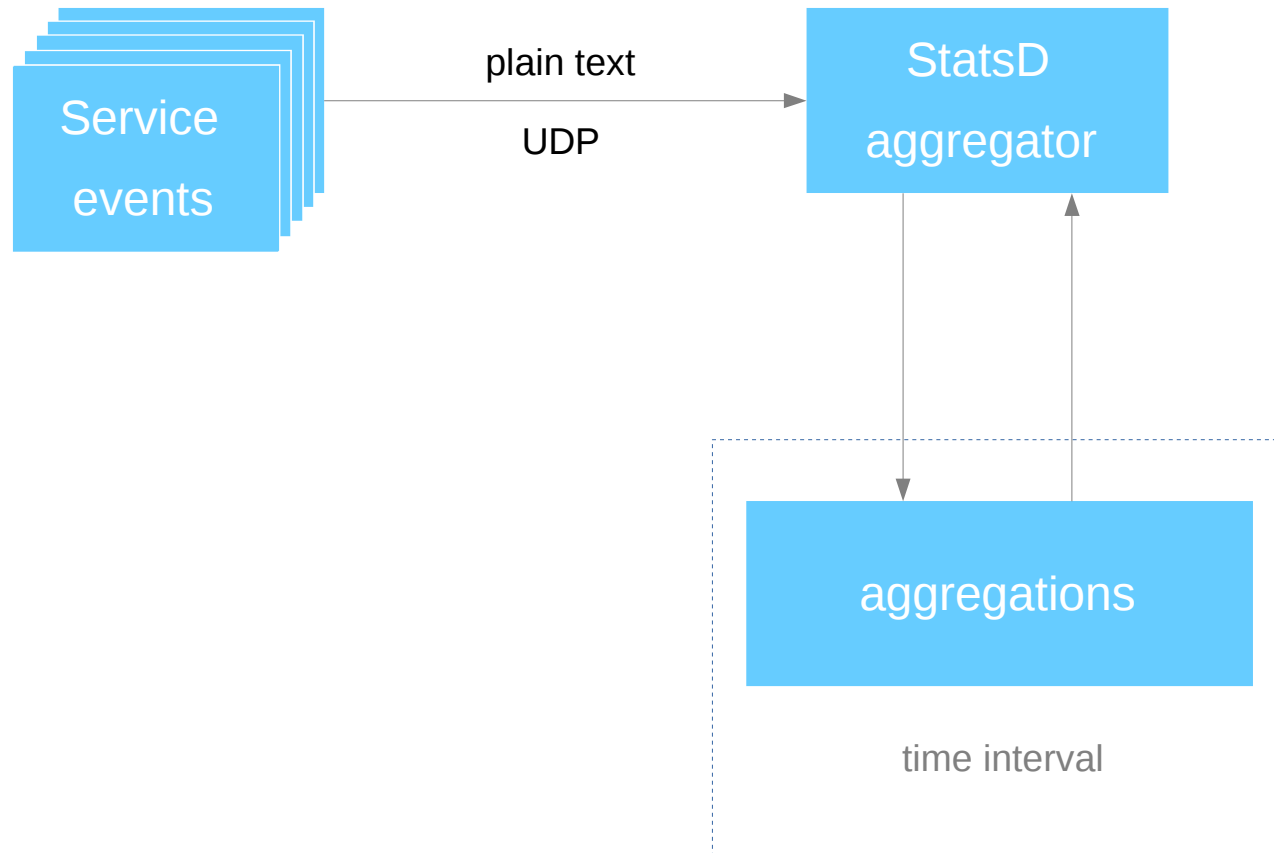 Service
events
plain text
UDP
StatsD
aggregator
aggregations
time interval